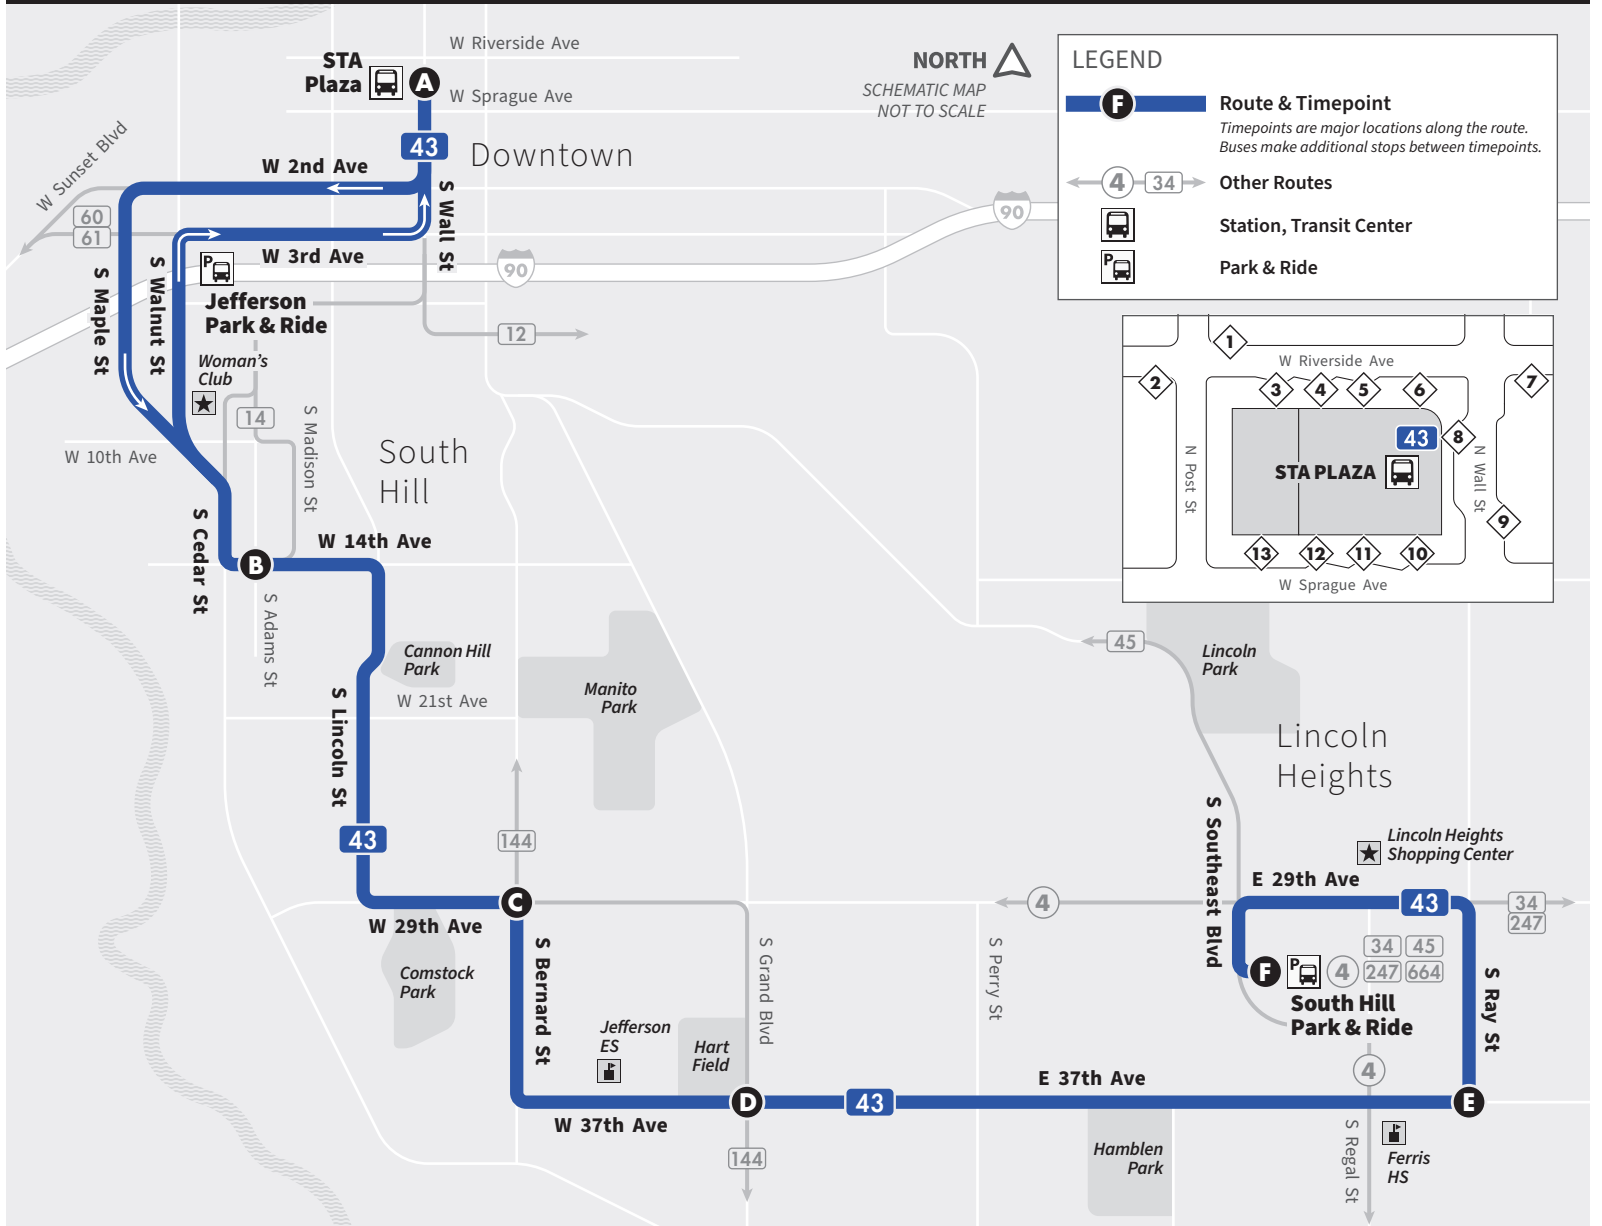 W Riverside Ave
STA
Plaza
A
W Sprague Ave
NORTH
SCHEMATIC MAP
NOT TO SCALE
LEGEND
F
Route & Timepoint
Timepoints are major locations along the route.
Buses make additional stops between timepoints.
4
34
Other Routes
Station, Transit Center
P
Park & Ride
W Sunset Blvd
43
Downtown
W 2nd Ave
60
61
S Wall St
W 3rd Ave
90
90
P
Jefferson
Park & Ride
S Maple St
S Walnut St
12
Woman's
Club
14
S Madison St
W 10th Ave
South
Hill
S Cedar St
W 14th Ave
B
S Adams St
1
W Riverside Ave
2
3
4
5
6
7
43
8
STA PLAZA
N Post St
N Wall St
9
13
12
11
10
W Sprague Ave
Cannon Hill
Park
W 21st Ave
S Lincoln St
Manito
Park
45
Lincoln
Park
Lincoln
Heights
43
144
C
W 29th Ave
Comstock
Park
S Bernard St
Jefferson
ES
Hart
Field
S Grand Blvd
4
S Perry St
S Southeast Blvd
Lincoln Heights
Shopping Center
E 29th Ave
43
34
247
34
45
F
P
4
247
664
South Hill
Park & Ride
S Ray St
4
E 37th Ave
D
43
E
W 37th Ave
144
Hamblen
Park
S Regal St
Ferris
HS